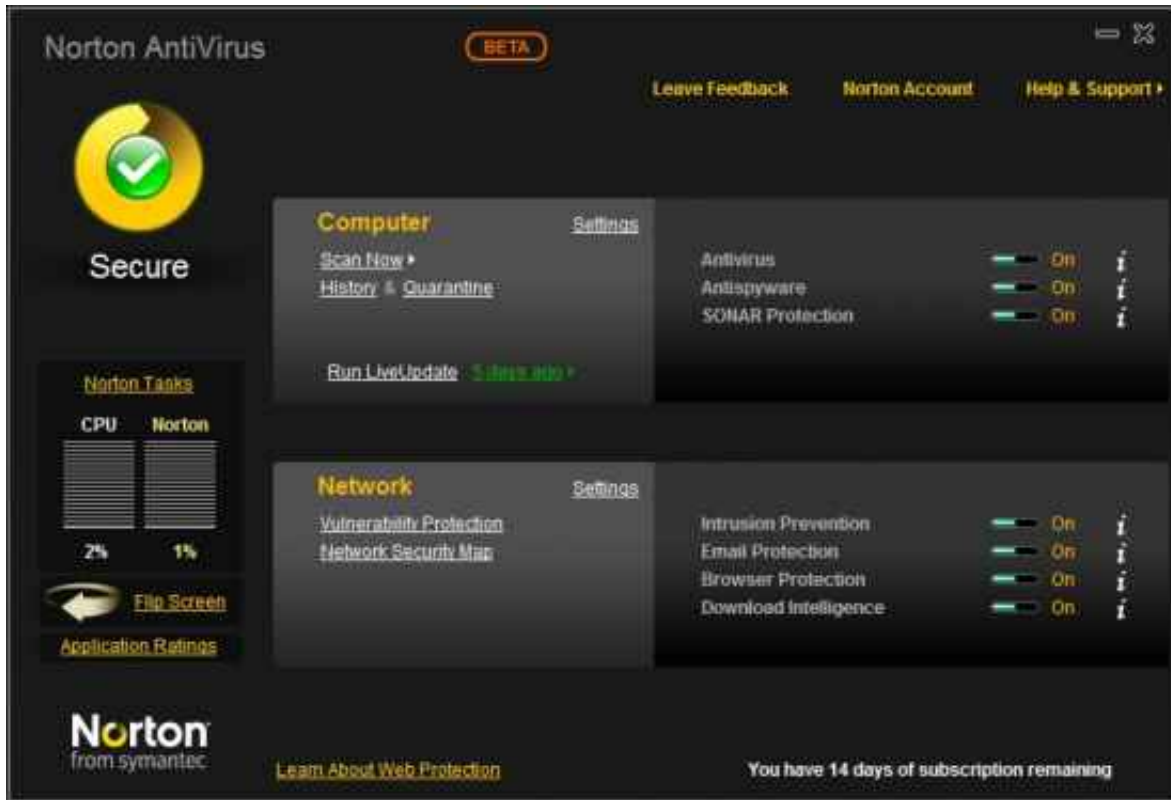 Norton AntiVirus
BETA
Leave Feedback Norton Account Help & Support
Secure
Computer Settings
Scan Now
History & Quarantine
Run LiveUpdate 5 days ago
Antivirus On
Antispyware On
SONAR Protection On
Norton Tasks
CPU Norton
2% 1%
Flip Screen
Application Ratings
Network Settings
Vulnerability Protection
Network Security Map
Intrusion Prevention On
Email Protection On
Browser Protection On
Download Intelligence On
Norton
from symantec
Learn About Web Protection
You have 14 days of subscription remaining